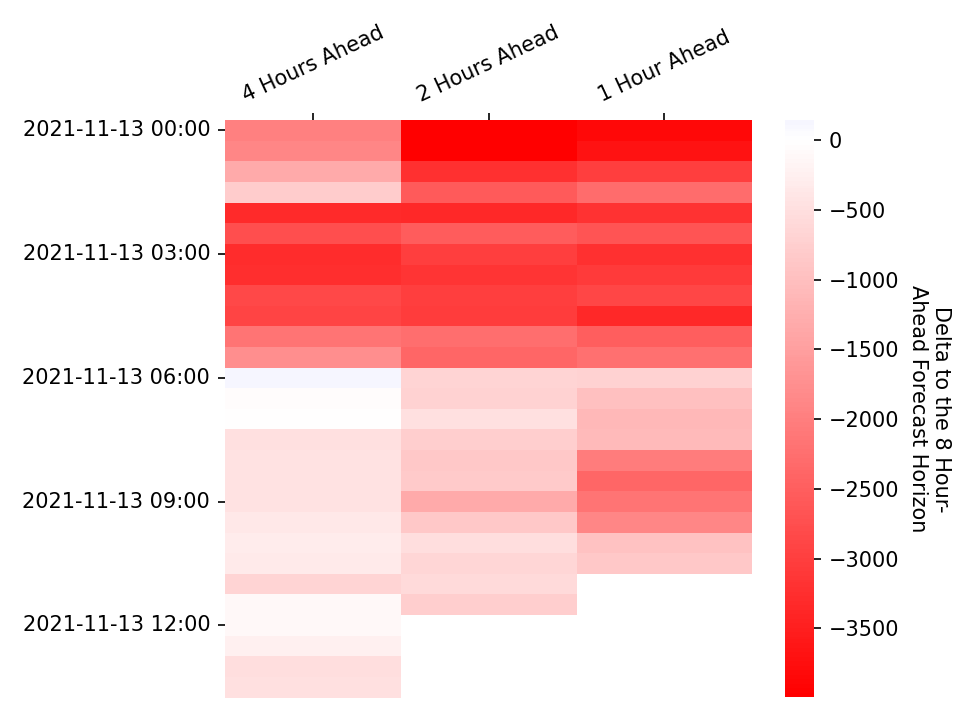 4 Hours Ahead
2 Hours Ahead
1 Hour Ahead
2021-11-13 00:00
2021-11-13 03:00
2021-11-13 06:00
2021-11-13 09:00
2021-11-13 12:00
0
−500
−1000
−1500
−2000
−2500
−3000
−3500
Delta to the 8 Hour-
Ahead Forecast Horizon